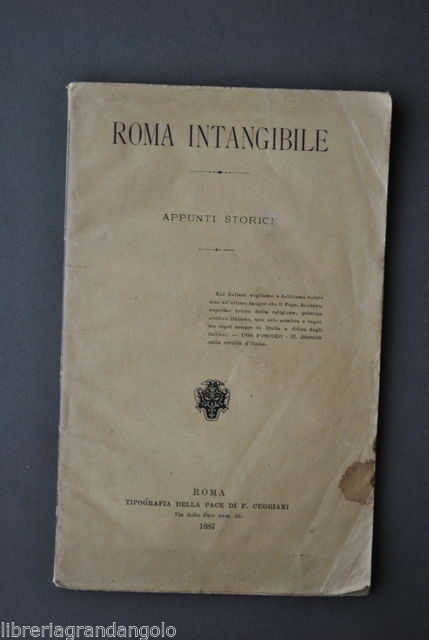 ROMA INTANGIBILE
APPUNTI STORICI
Noi italiani vogliamo e dobbiamo volere
sino all'ultimo sangue che il Papa, Sovrano,
supremo tutore della religione, principe
elettivo italiano, non solo sussista e regni,
ma regni sempre in Italia a difesa degli
italiani. — UGO FOSCOLO - II. Discorso
sulla servitù d'Italia.
ROMA
TIPOGRAFIA DELLA PACE DI F. CUGGIANI
Via della Pace num. 35.
1887
libreriagrandangolo